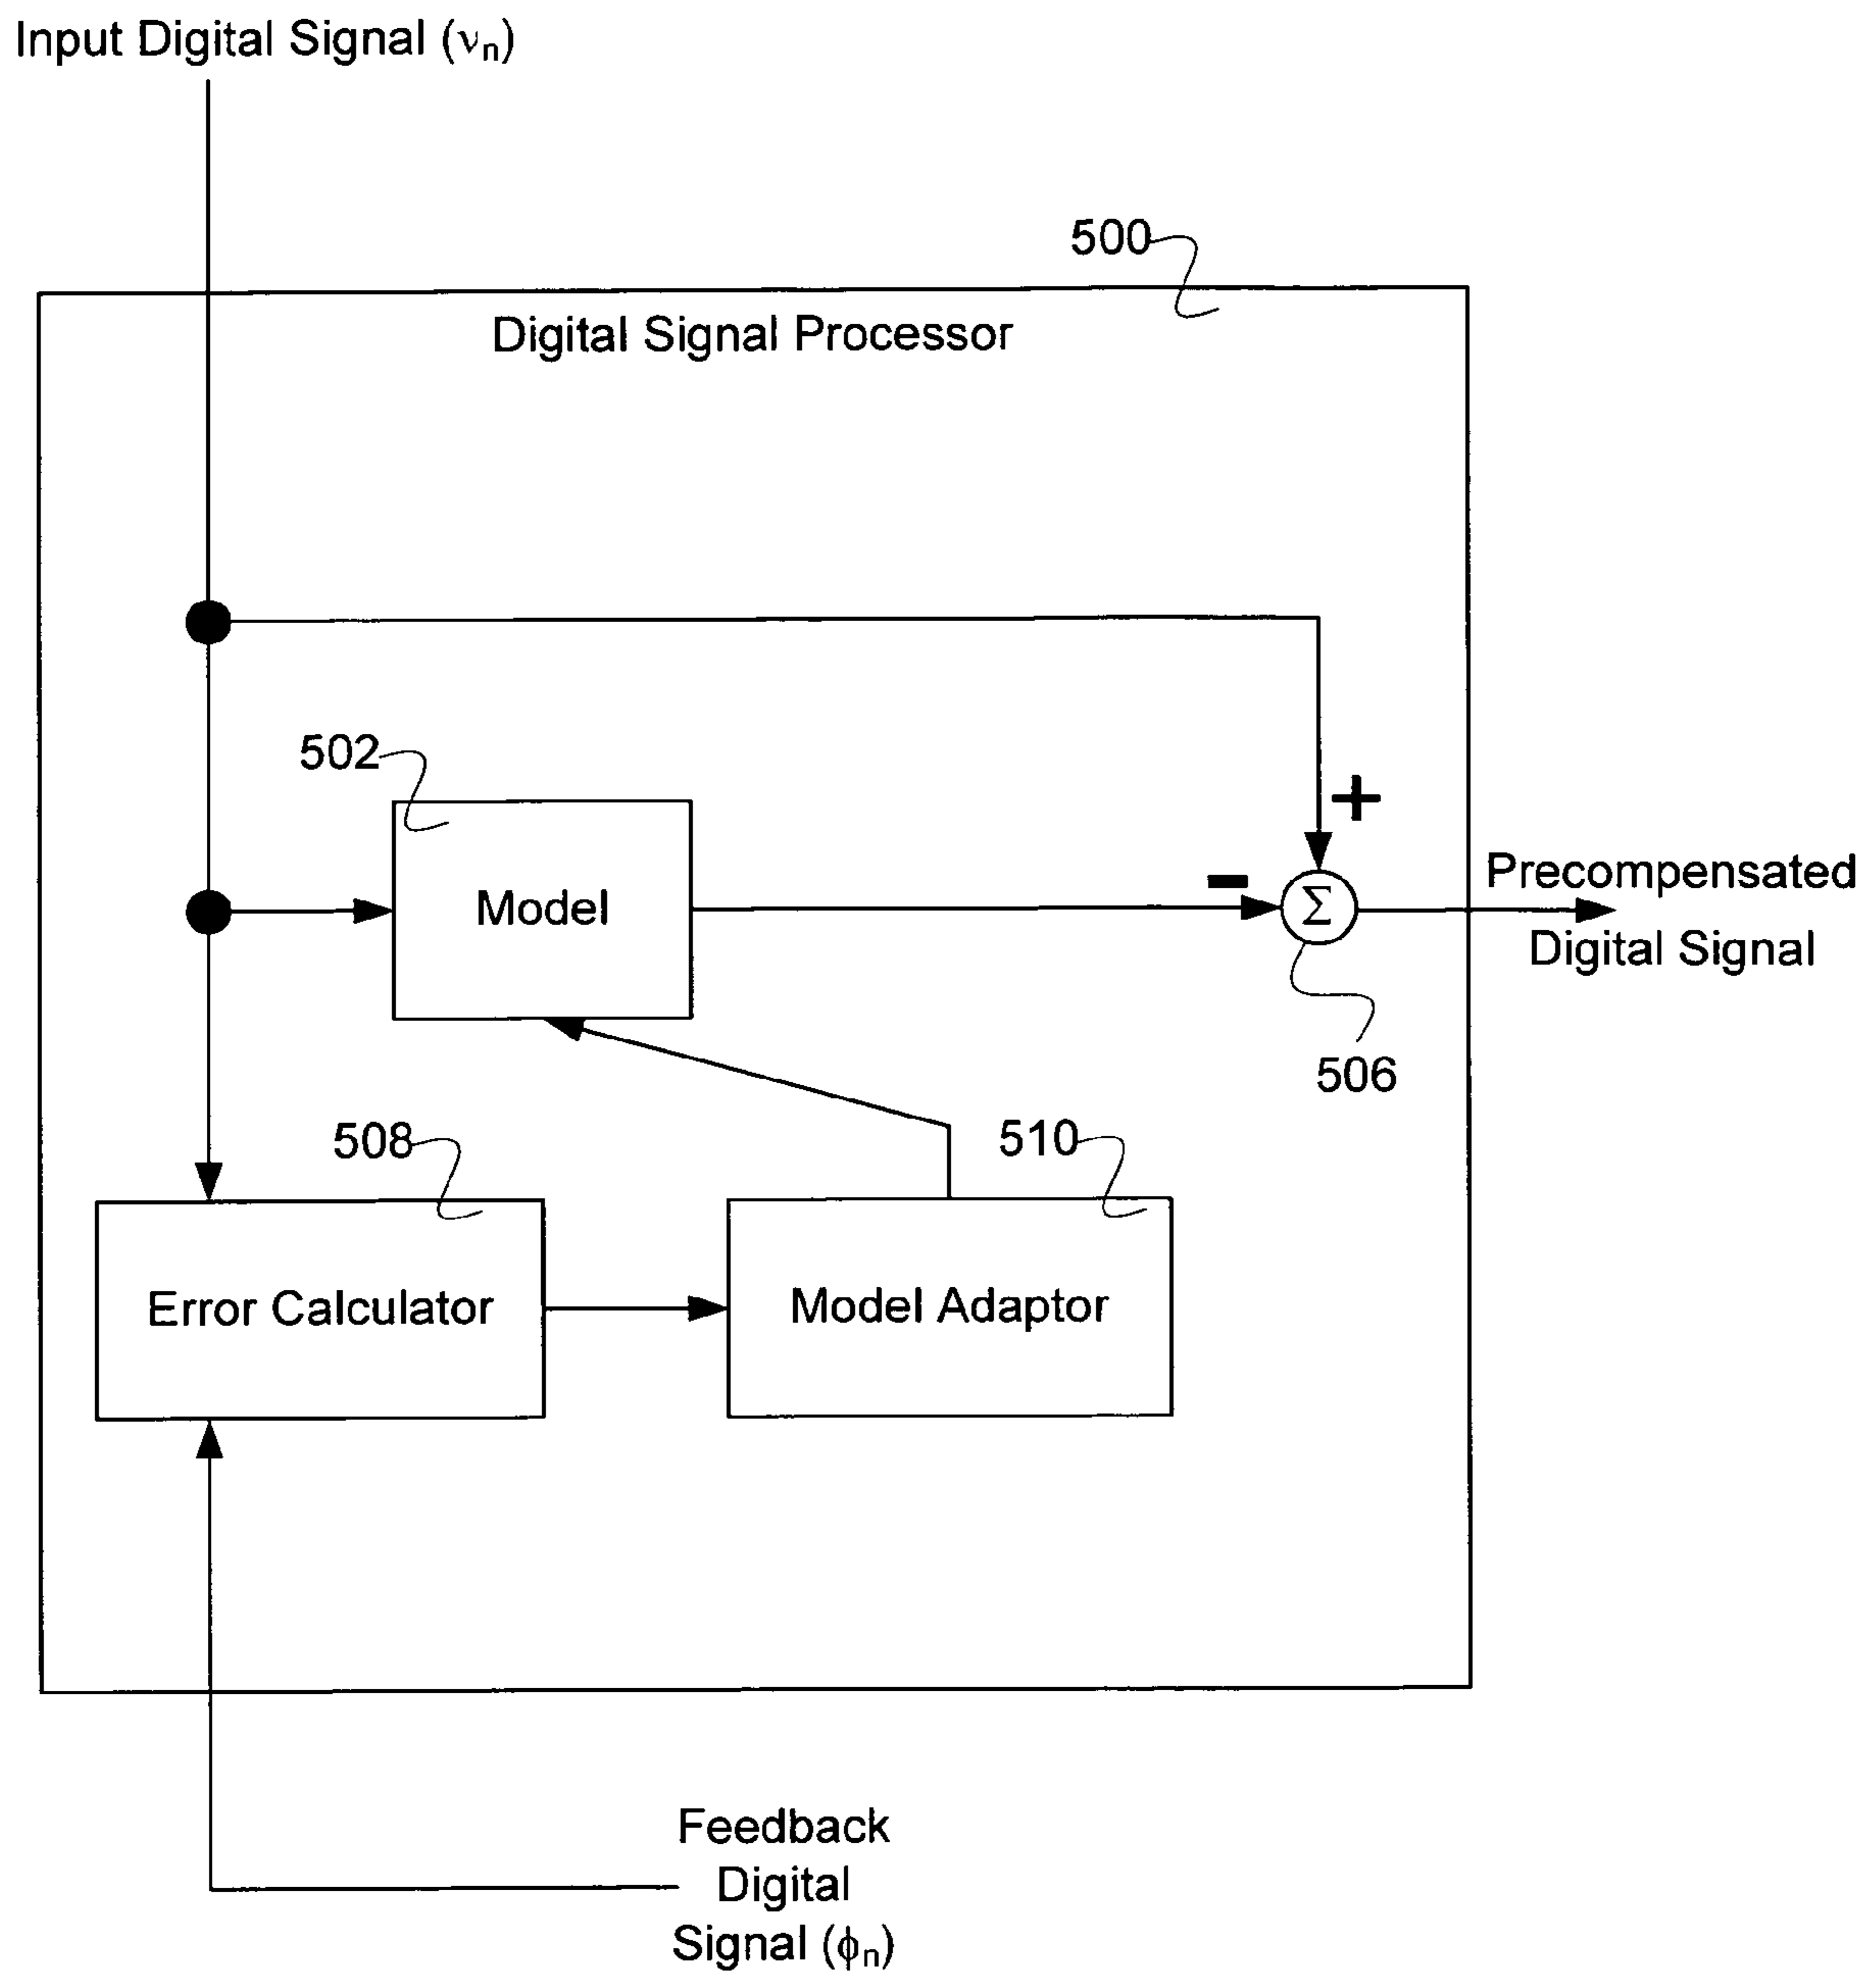 Input Digital Signal (νn)
500
Digital Signal Processor
502
+
-
Model
Σ
Precompensated
Digital Signal
506
508
510
Error Calculator
Model Adaptor
Feedback
Digital
Signal (ϕn)